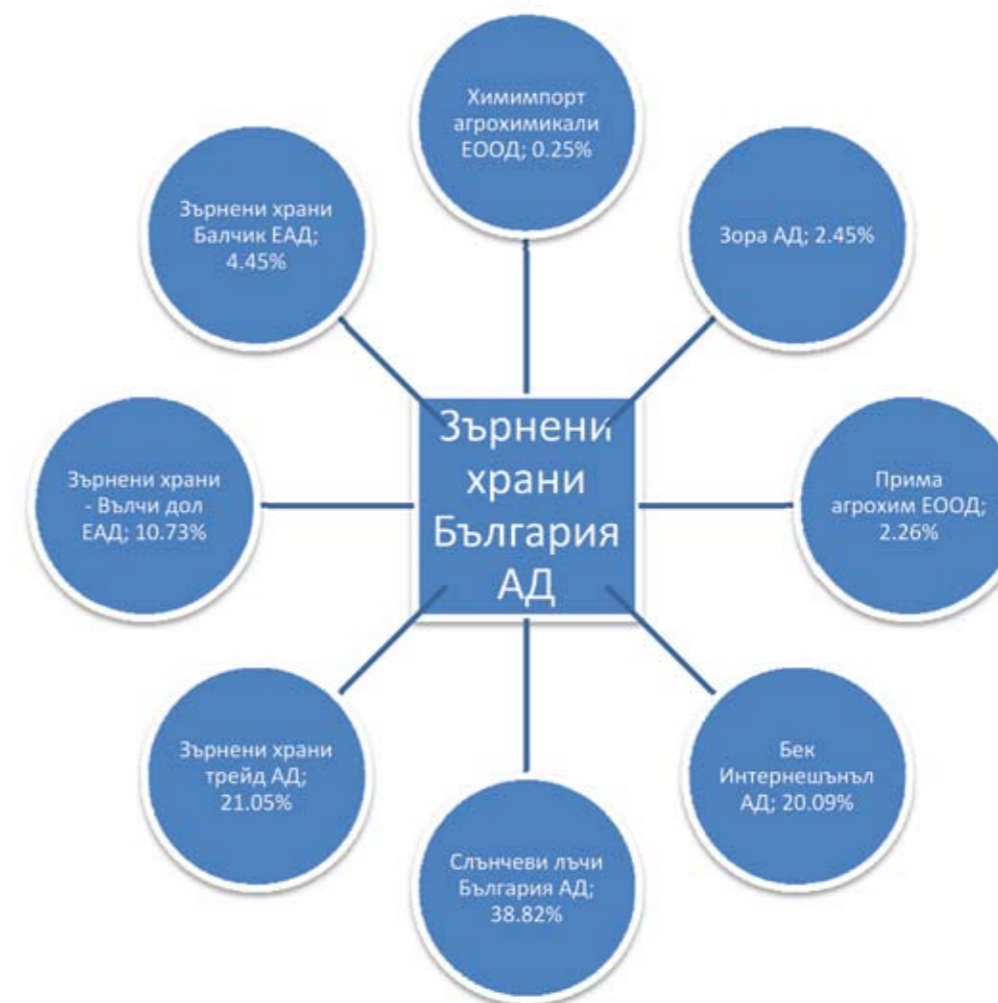 Химимпорт
агрохимикали
ЕООД; 0.25%
Зърнени храни
Балчик ЕАД;
4.45%
Зора АД; 2.45%
Зърнени
храни
България
АД
Зърнени храни
- Вълчи дол
ЕАД; 10.73%
Прима
агрохим ЕООД;
2.26%
Зърнени храни
трейд АД;
21.05%
Бек
Интернешънъл
АД; 20.09%
Слънчеви лъчи
България АД;
38.82%